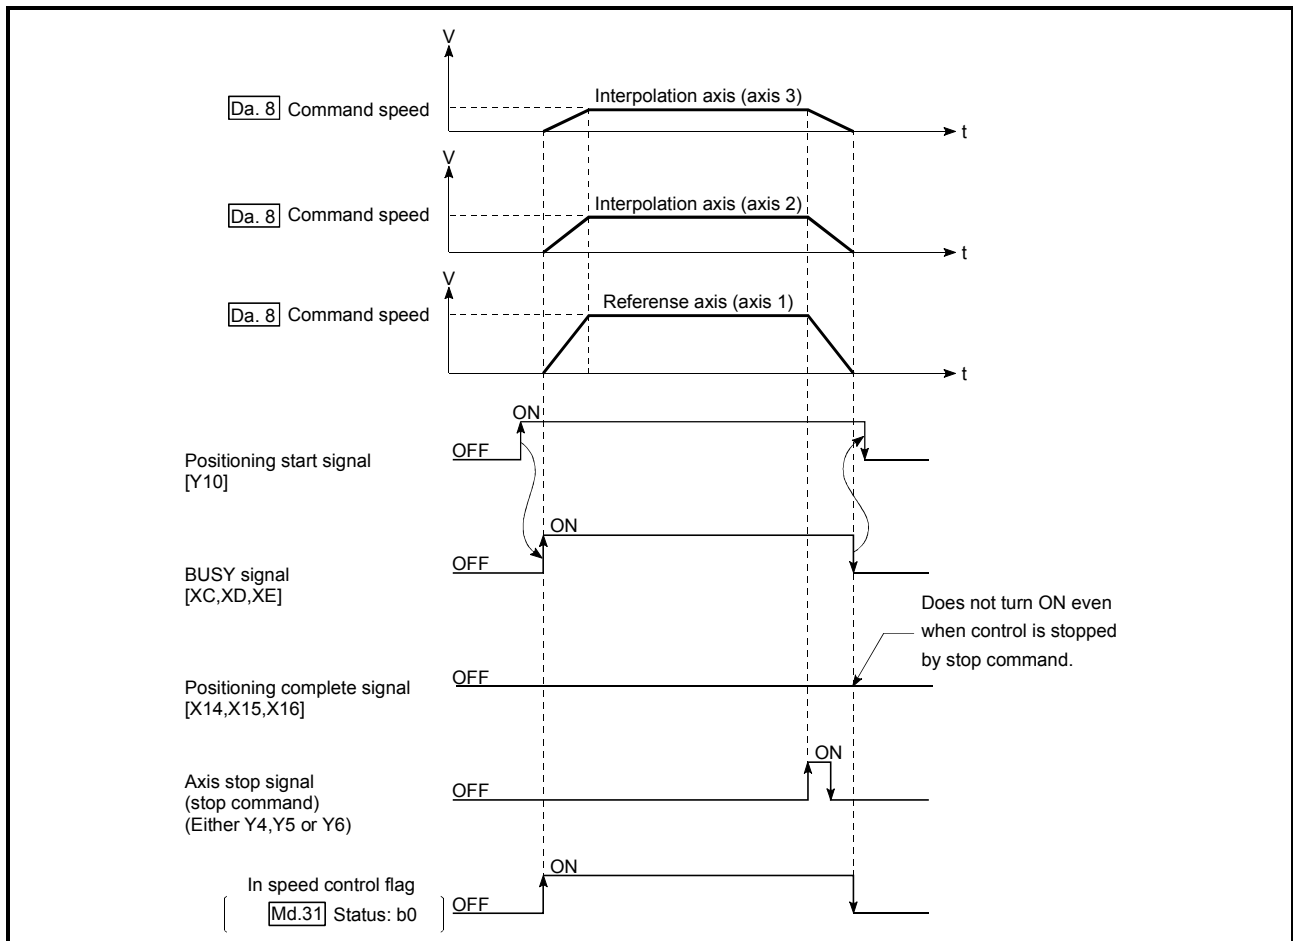 V
Interpolation axis (axis 3)
Da. 8 Command speed
t
V
Interpolation axis (axis 2)
Da. 8 Command speed
t
V
Referense axis (axis 1)
Da. 8 Command speed
t
ON
OFF
Positioning start signal
[Y10]
ON
OFF
BUSY signal
[XC,XD,XE]
Does not turn ON even
when control is stopped
by stop command.
OFF
Positioning complete signal
[X14,X15,X16]
ON
OFF
Axis stop signal
(stop command)
(Either Y4,Y5 or Y6)
ON
OFF
In speed control flag
Md.31 Status: b0